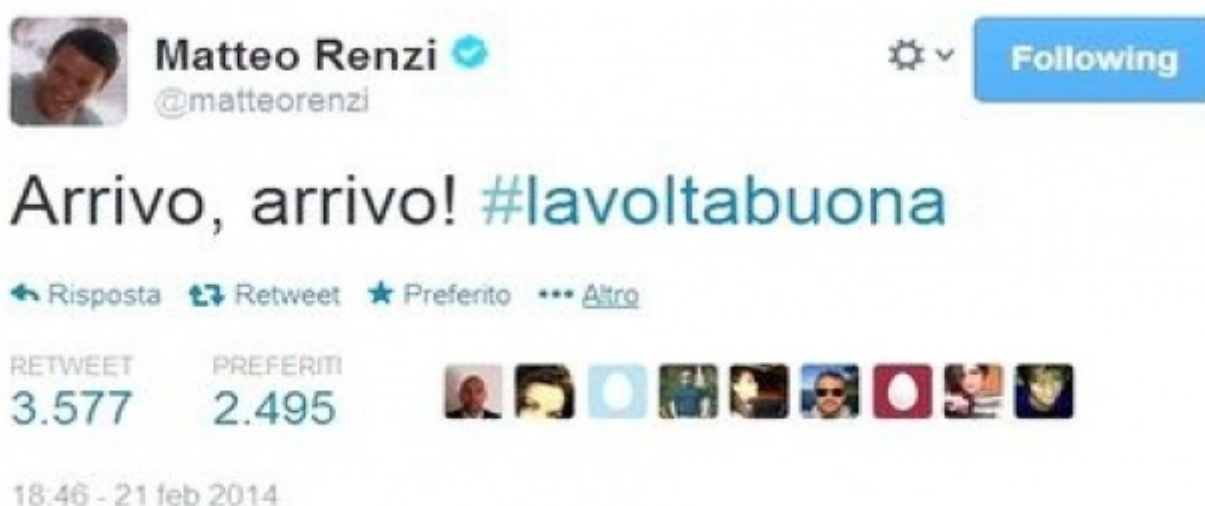 Matteo Renzi
@matteorenzi
Following
Arrivo, arrivo! #lavoltabuona
Risposta Retweet Preferito ••• Altro
RETWEET PREFERITI
3.577 2.495
18:46 - 21 feb 2014